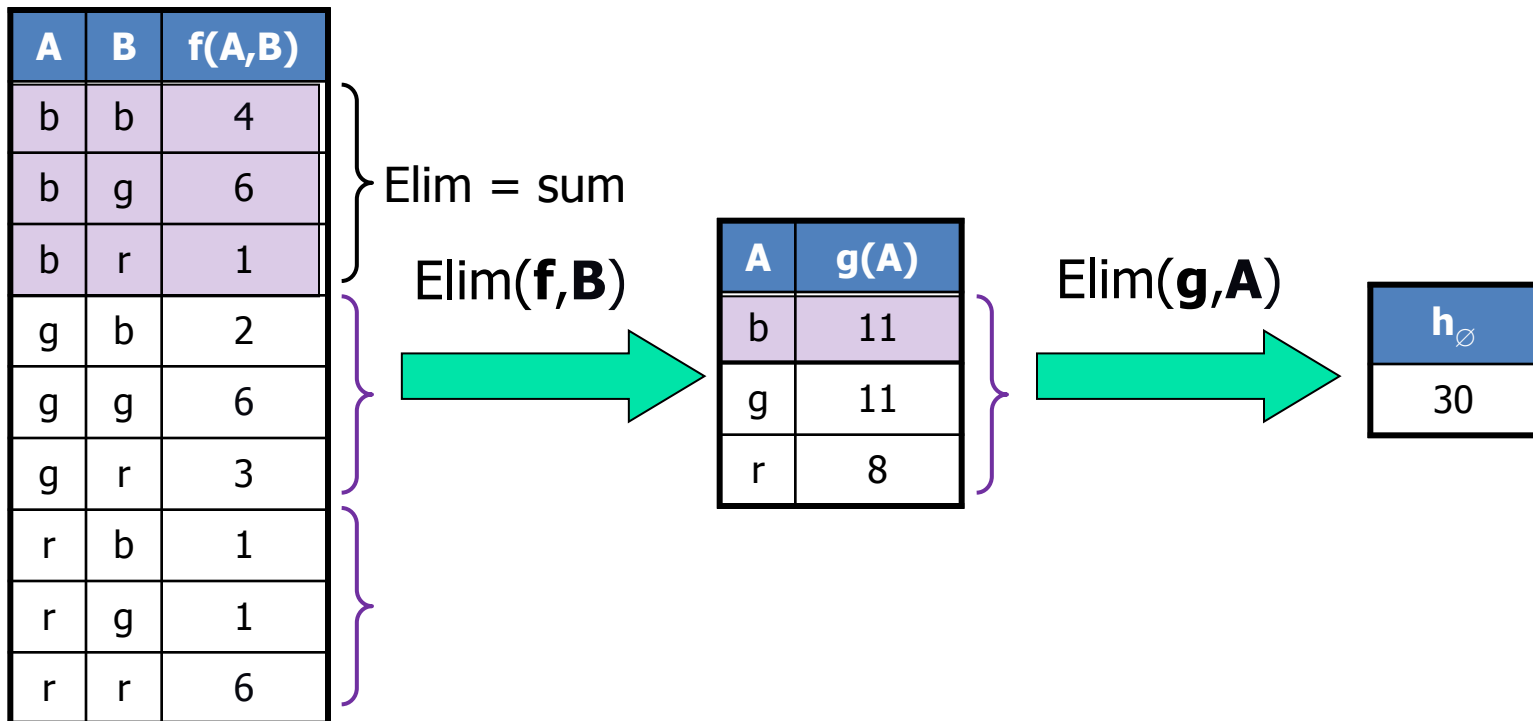 A B f(A,B)
b b 4
b g 6
b r 1
g b 2
g g 6
g r 3
r b 1
r g 1
r r 6
Elim = sum
Elim(f,B)
A g(A)
b 11
g 11
r 8
Elim(g,A)
h∅
30